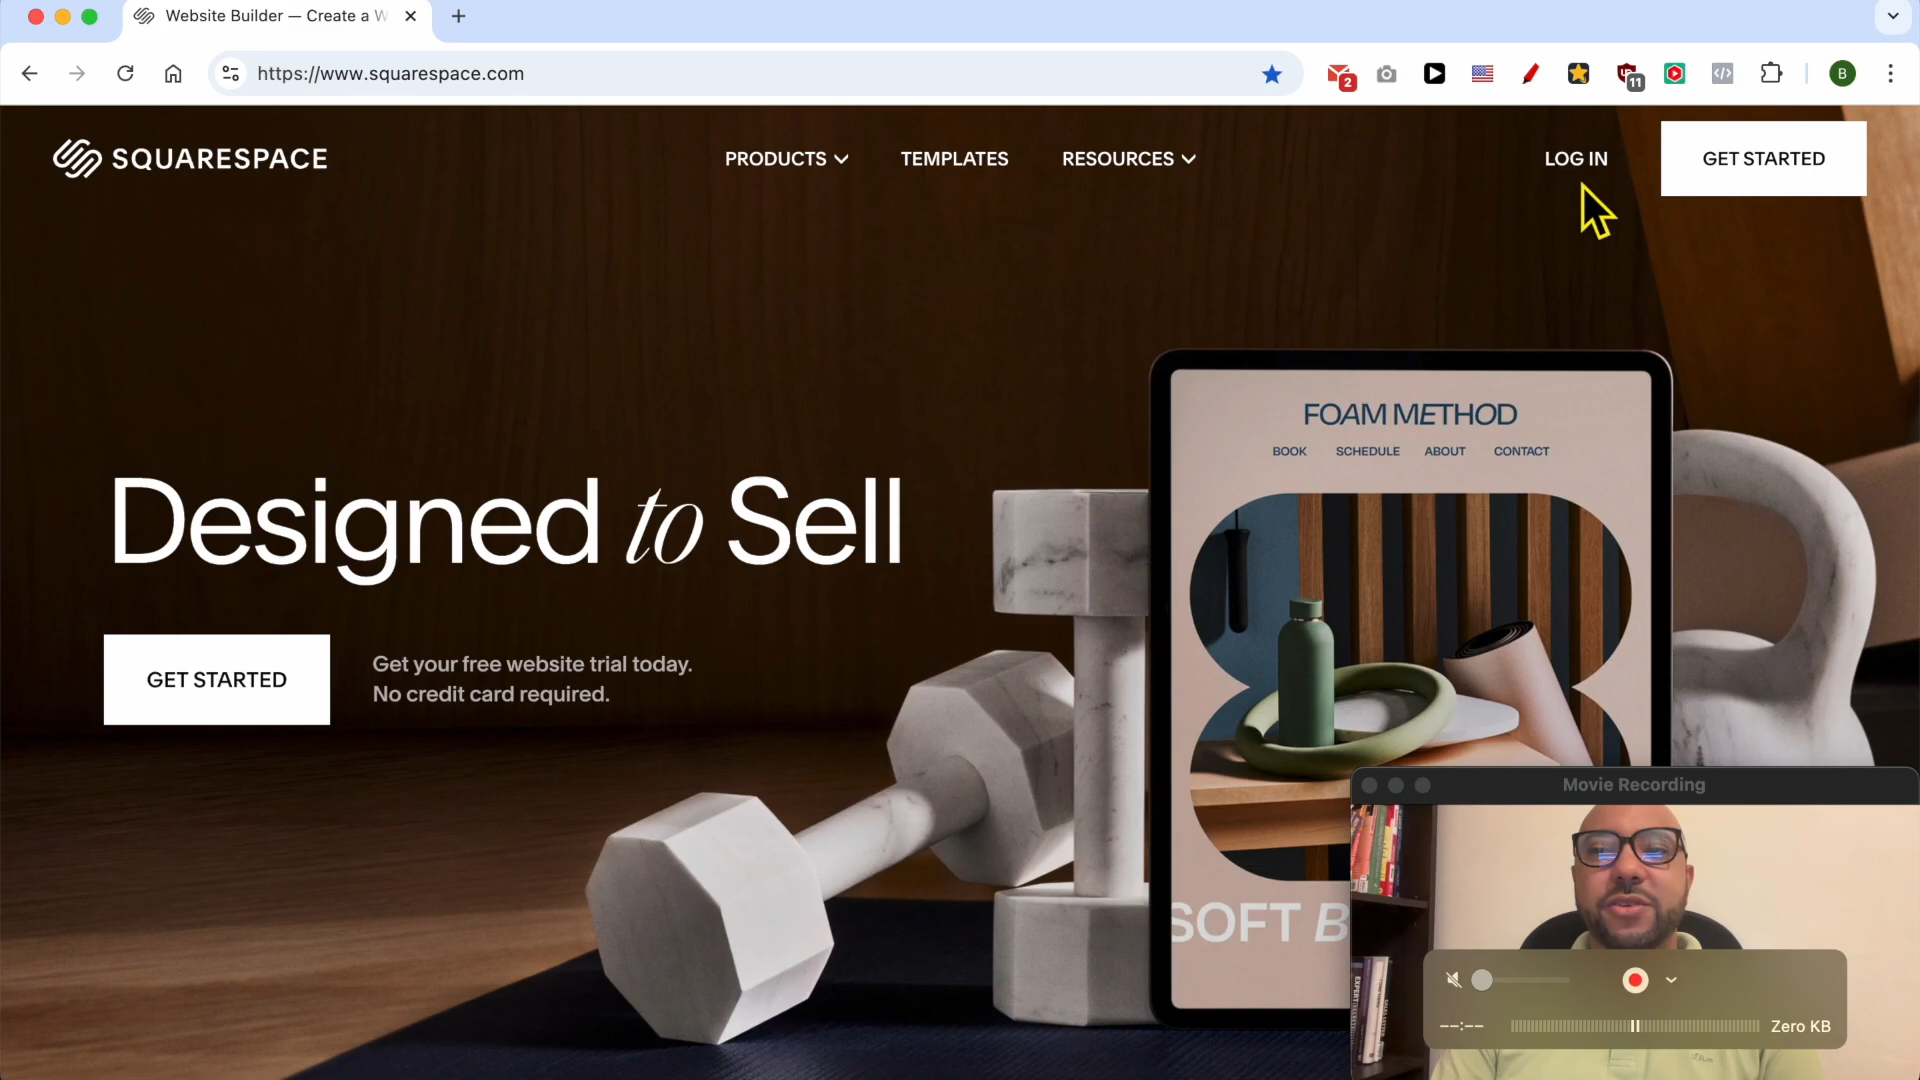 Website Builder — Create a W
https://www.squarespace.com
2
11
B
SQUARESPACE
PRODUCTS
TEMPLATES
RESOURCES
LOG IN
GET STARTED
FOAM METHOD
BOOK
SCHEDULE
ABOUT
CONTACT
Designed to Sell
GET STARTED
Get your free website trial today.
No credit card required.
SOFT B
Movie Recording
--:--
Zero KB